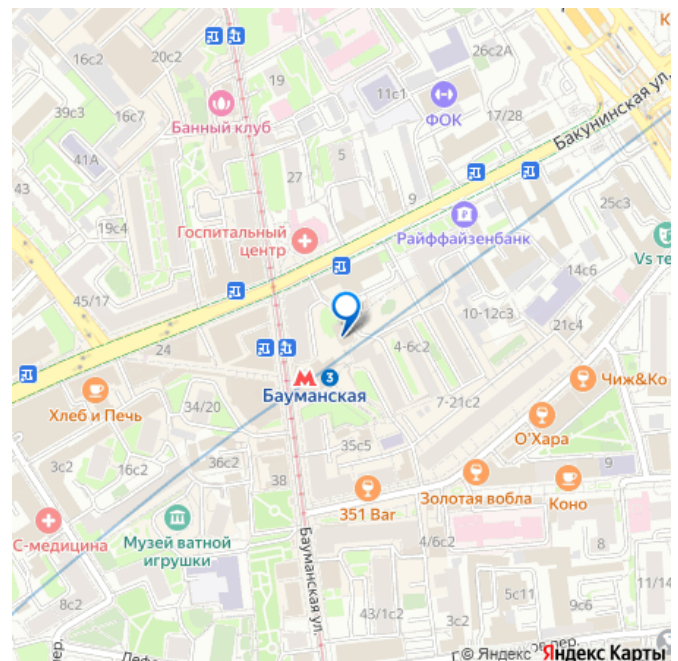 16с2
20с2
26с2А
К
19
11с1
39с3
16с7
Банный клуб
ФОК
17/28
Бакунинская ул.
41А
5
43
27
9
25с3
19с4
Госпитальный
центр
Райффайзенбанк
Vs те
14с6
45/17
10-12с3
21с4
24
4-6с2
М 3
Бауманская
Чиж&Ко
Хлеб и Печь
34/20
7-21с2
О'Хара
35с5
3с2
16с2
36с2
38
9
351 Bar
Золотая вобла
Коно
С-медицина
Музей ватной
игрушки
Бауманская ул.
4/6с2
8
5с11
11/14
8с2
43/1с2
3с2
9с6
пер.
© Яндекс
Яндекс Карты